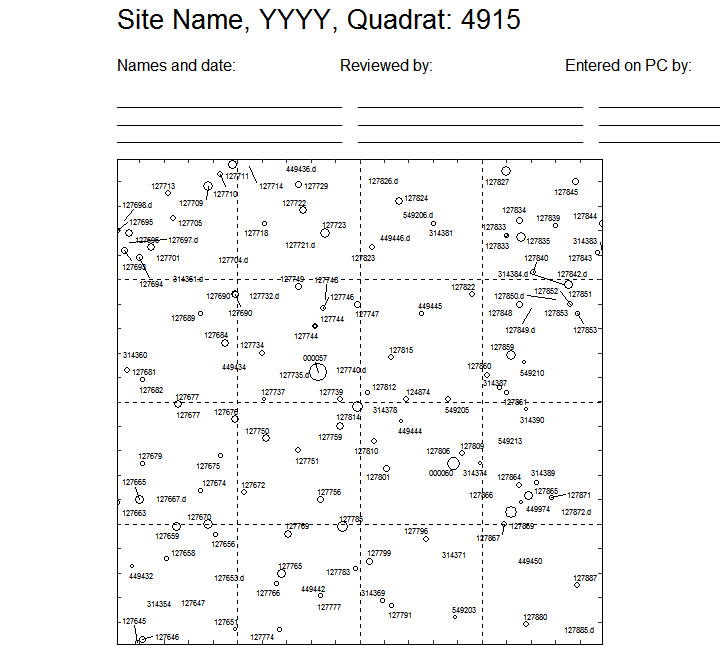 Site Name, YYYY, Quadrat: 4915
Names and date: Reviewed by: Entered on PC by:
127711 449436.d
127713 127710 127714 127729 127826.d 127827 127845
127709 127824
127698.d 127722 549206.d 127834
127695 127705 127723 127833 127839 127844
127718 314381
127697.d 449446.d 127833 127835 314383
127721.d
127701 127704.d 127823 127840 127843
127693
314384.d 127842.d
127694 314361.d 127749 127748
127690 127732.d 127746 127822 127850.d 127852 127851
127690 127747 449445 127848 127853
127689 127744
127744 127849.d 127853
127684 127734 127815 127859
314360 000057
127681 449434 127735.d 127740.d 127860 549210
127682 314387
127677 127737 127739 127812 124874
127677 127676 314378 549205 127861
127814 314390
127750 127759 449444
127810 127806 127809 549213
127679 127675 127751 127801 000060 314374
127665 127674 127672 127864 314389
127667.d 127756 127866 127865 127871
127663 449974 127872.d
127670 127785
127659 127769 127796 127867 127869
127656
127658 127799 314371 449450
449432 127653.d 127765 127783 127887
127766 449442 314369
314354 127647 127777 127791 549203
127645 127651 127880
127646 127774 127885.d